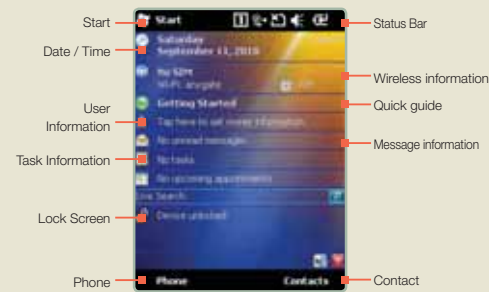 Start
Date / Time
User
Information
Task Information
Lock Screen
Phone
Start
Saturday
September 11, 2010
No SIM
Wi-Fi: anygate
Getting Started
Tap here to set owner information.
No unread messages
No tasks
No upcoming appointments
Live Search
Device unlocked
Phone
Contacts
Status Bar
Wireless information
Quick guide
Message information
Contact